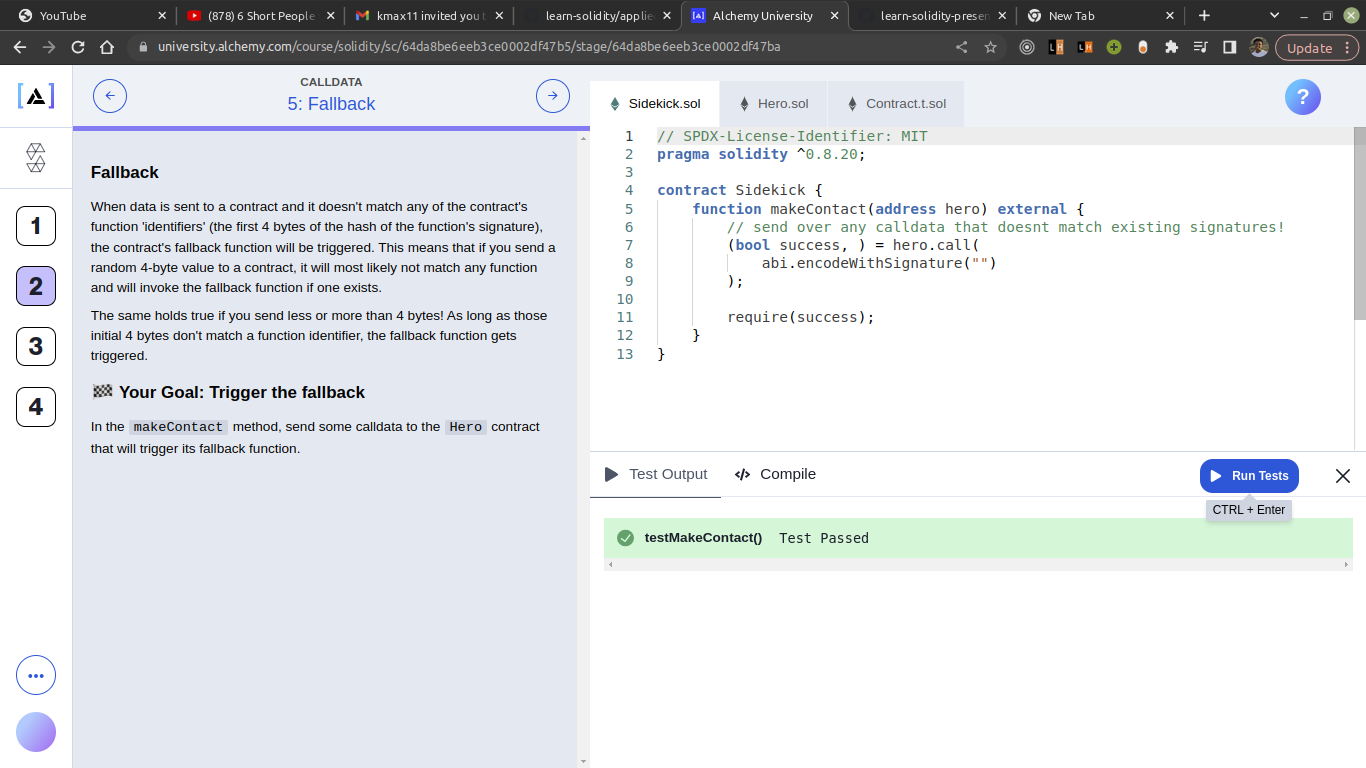 YouTube
(878) 6 Short People
kmax11 invited you t
learn-solidity/applie
Alchemy University
learn-solidity-presen
New Tab
university.alchemy.com/course/solidity/sc/64da8be6eeb3ce0002df47b5/stage/64da8be6eeb3ce0002df47ba
LH
LH
Update
CALLDATA
5: Fallback
1
2
3
4
Fallback
When data is sent to a contract and it doesn't match any of the contract's
function 'identifiers' (the first 4 bytes of the hash of the function's signature),
the contract's fallback function will be triggered. This means that if you send a
random 4-byte value to a contract, it will most likely not match any function
and will invoke the fallback function if one exists.
The same holds true if you send less or more than 4 bytes! As long as those
initial 4 bytes don't match a function identifier, the fallback function gets
triggered.
Your Goal: Trigger the fallback
In the makeContact method, send some calldata to the Hero contract
that will trigger its fallback function.
Sidekick.sol
Hero.sol
Contract.t.sol
?
1 // SPDX-License-Identifier: MIT
2 pragma solidity ^0.8.20;
3
4 contract Sidekick {
5 function makeContact(address hero) external {
6 // send over any calldata that doesnt match existing signatures!
7 (bool success, ) = hero.call(
8 abi.encodeWithSignature("")
9 );
10
11 require(success);
12 }
13 }
Test Output
Compile
Run Tests
CTRL + Enter
testMakeContact() Test Passed